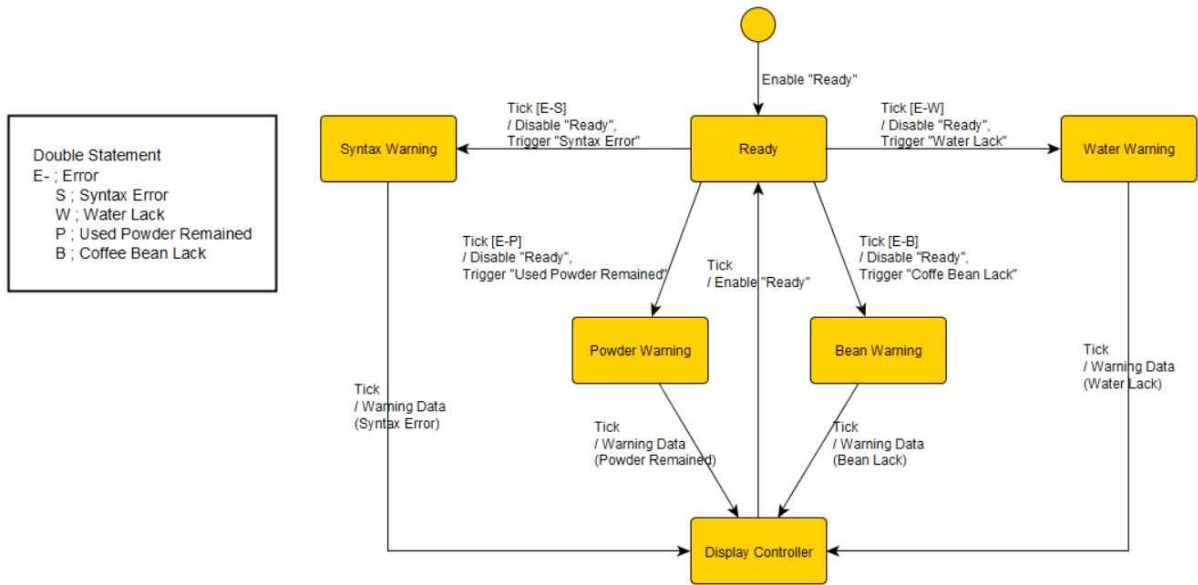 Enable "Ready"
Tick [E-S]
/ Disable "Ready",
Trigger "Syntax Error"
Tick [E-W]
/ Disable "Ready",
Trigger "Water Lack"
Syntax Warning
Ready
Water Warning
Double Statement
E- ; Error
S ; Syntax Error
W ; Water Lack
P ; Used Powder Remained
B ; Coffee Bean Lack
Tick [E-P]
/ Disable "Ready",
Trigger "Used Powder Remained"
Tick
/ Enable "Ready"
Tick [E-B]
/ Disable "Ready",
Trigger "Coffe Bean Lack"
Powder Warning
Bean Warning
Tick
/ Warning Data
(Syntax Error)
Tick
/ Warning Data
(Powder Remained)
Tick
/ Warning Data
(Bean Lack)
Tick
/ Warning Data
(Water Lack)
Display Controller